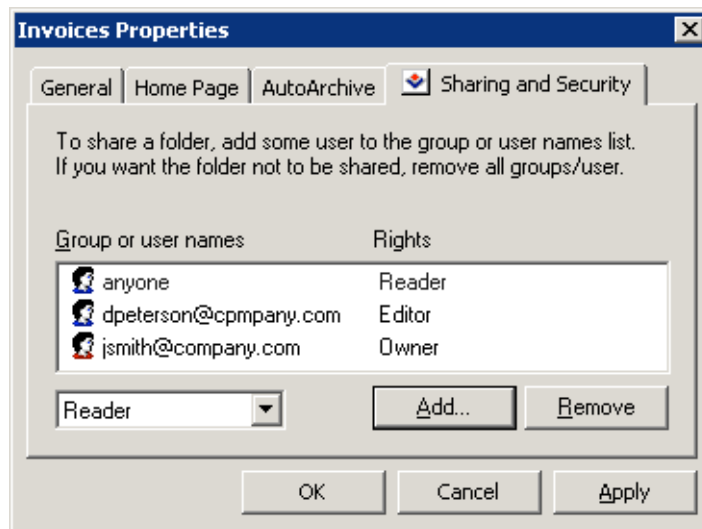 Invoices Properties
General Home Page AutoArchive Sharing and Security
To share a folder, add some user to the group or user names list.
If you want the folder not to be shared, remove all groups/user.
Group or user names Rights
anyone Reader
dpeterson@cpmpany.com Editor
jsmith@company.com Owner
Reader Add... Remove
OK Cancel Apply